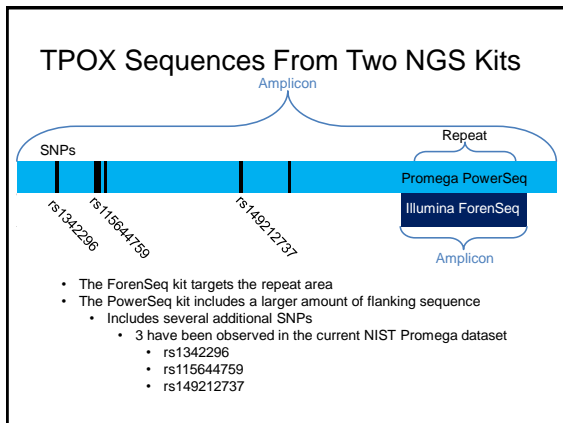 TPOX Sequences From Two NGS Kits
Amplicon
Repeat
SNPs
Promega PowerSeq
Illumina ForenSeq
rs1342296
rs115644759
rs149212737
Amplicon
• The ForenSeq kit targets the repeat area
• The PowerSeq kit includes a larger amount of flanking sequence
• Includes several additional SNPs
• 3 have been observed in the current NIST Promega dataset
• rs1342296
• rs115644759
• rs149212737